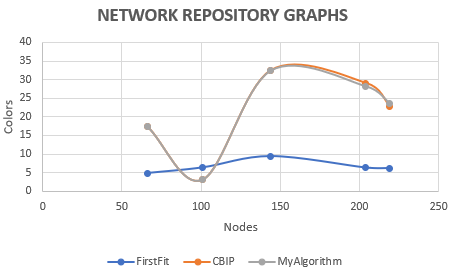 NETWORK REPOSITORY GRAPHS
40
35
30
25
20
15
10
5
0
Colors
0 50 100 150 200 250
Nodes
FirstFit CBIP MyAlgorithm